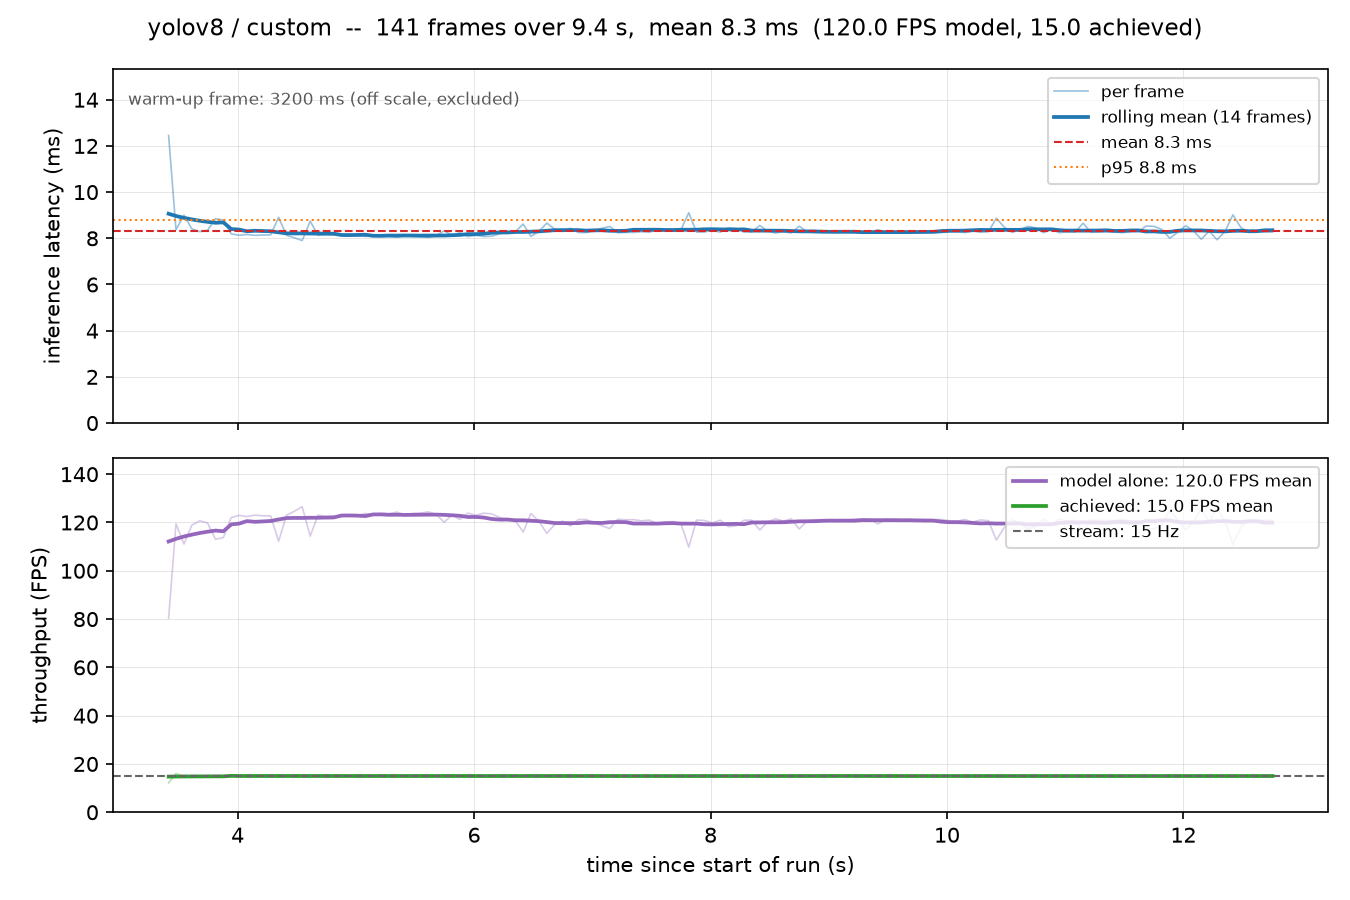 yolov8 / custom  --  141 frames over 9.4 s,  mean 8.3 ms  (120.0 FPS model, 15.0 achieved)
warm-up frame: 3200 ms (off scale, excluded)
per frame
rolling mean (14 frames)
mean 8.3 ms
p95 8.8 ms
inference latency (ms)
14
12
10
8
6
4
2
0
model alone: 120.0 FPS mean
achieved: 15.0 FPS mean
stream: 15 Hz
throughput (FPS)
140
120
100
80
60
40
20
0
4
6
8
10
12
time since start of run (s)